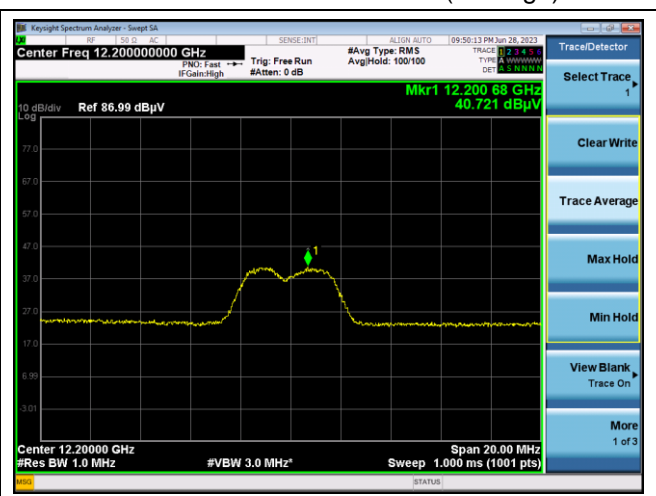 Keysight Spectrum Analyzer - Swept SA
RF 50 Ω AC SENSE:INT ALIGN AUTO 09:50:13 PM Jun 28, 2023
Center Freq 12.200000000 GHz
PNO: Fast
IFGain:High
Trig: Free Run
#Atten: 0 dB
#Avg Type: RMS
Avg|Hold: 100/100
TRACE 1 2 3 4 5 6
TYPE A WWWWW
DET A S N N N N
Mkr1 12.200 68 GHz
40.721 dBµV
10 dB/div Ref 86.99 dBµV
Log
77.0
67.0
57.0
47.0
37.0
27.0
17.0
6.99
-3.01
1
Center 12.20000 GHz Span 20.00 MHz
#Res BW 1.0 MHz #VBW 3.0 MHz* Sweep 1.000 ms (1001 pts)
MSG STATUS
Trace/Detector
Select Trace
1
Clear Write
Trace Average
Max Hold
Min Hold
View Blank
Trace On
More
1 of 3